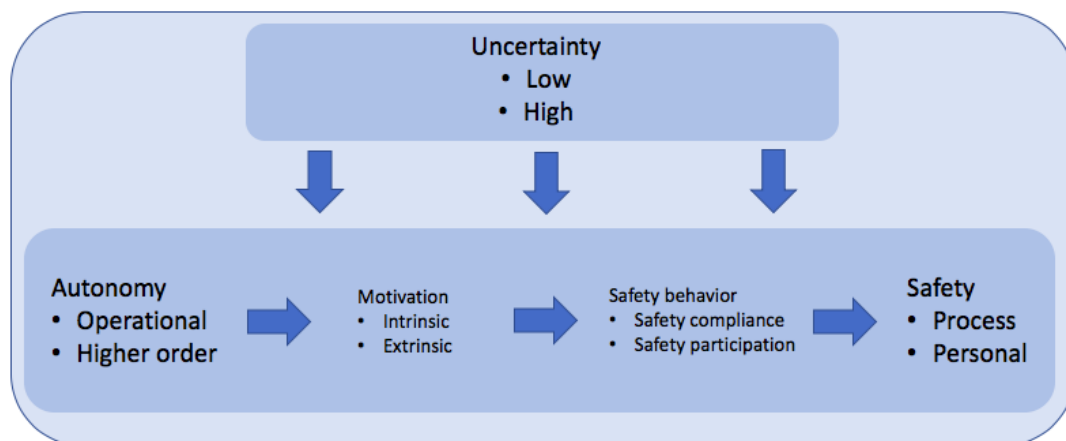 Uncertainty
• Low
• High
Autonomy
• Operational
• Higher order
Motivation
• Intrinsic
• Extrinsic
Safety behavior
• Safety compliance
• Safety participation
Safety
• Process
• Personal